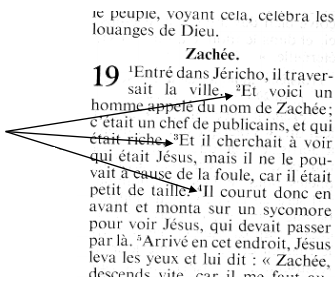 le peuple, voyant cela, célébra les
louanges de Dieu.
Zachée.
19 ¹Entré dans Jéricho, il traver-
sait la ville. ²Et voici un
homme appelé du nom de Zachée;
c'était un chef de publicains, et qui
était riche. ³Et il cherchait à voir
qui était Jésus, mais il ne le pou-
vait à cause de la foule, car il était
petit de taille. ⁴Il courut donc en
avant et monta sur un sycomore
pour voir Jésus, qui devait passer
par là. ⁵Arrivé en cet endroit, Jésus
leva les yeux et lui dit : « Zachée,
descends vite, car il me faut